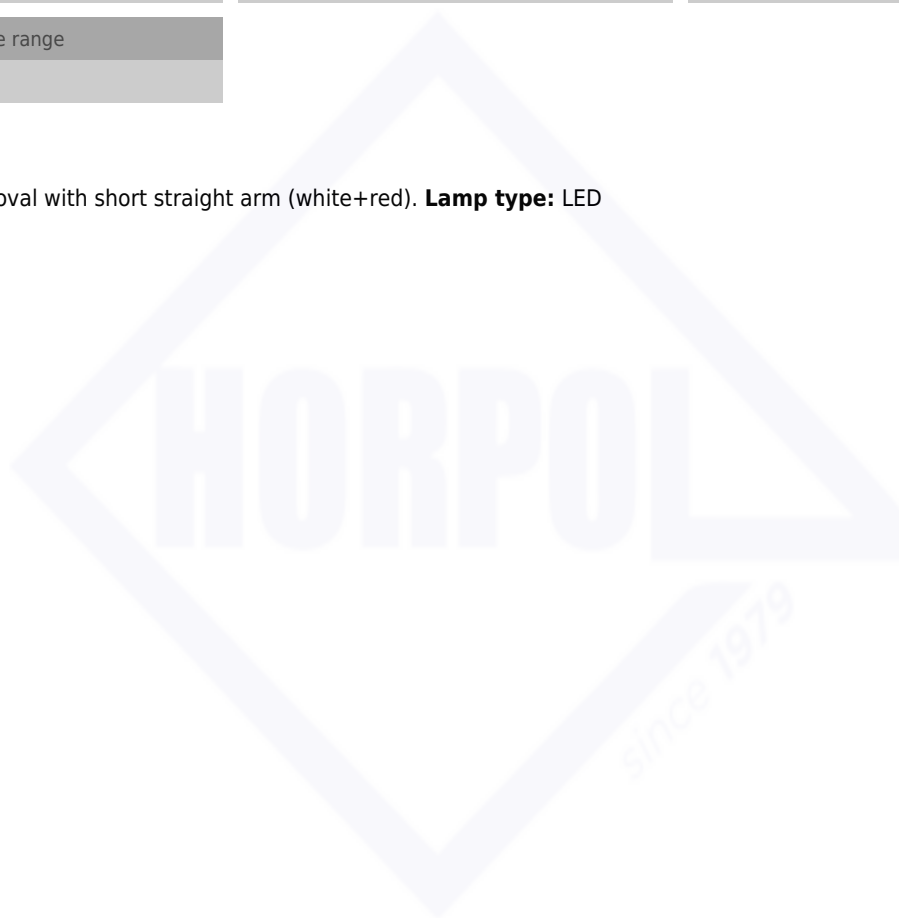 e range
oval with short straight arm (white+red). Lamp type: LED
HORPOL
since 1979